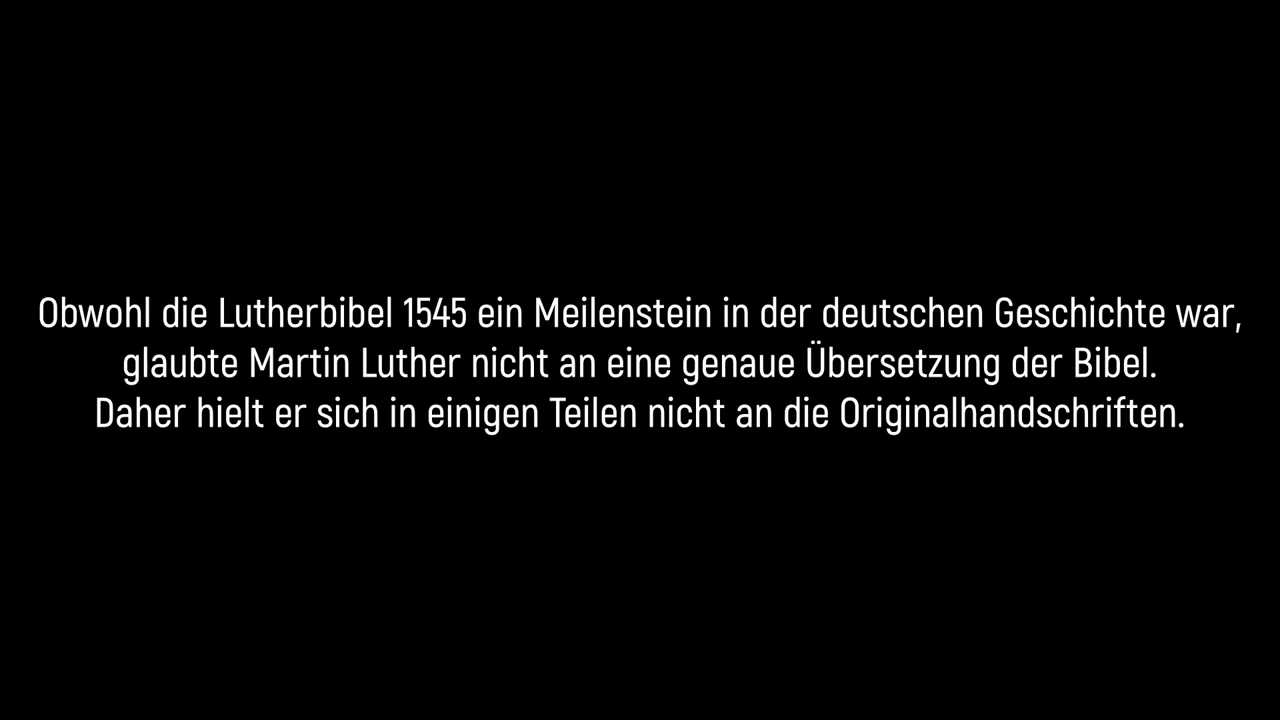 Obwohl die Lutherbibel 1545 ein Meilenstein in der deutschen Geschichte war,
glaubte Martin Luther nicht an eine genaue Übersetzung der Bibel.
Daher hielt er sich in einigen Teilen nicht an die Originalhandschriften.